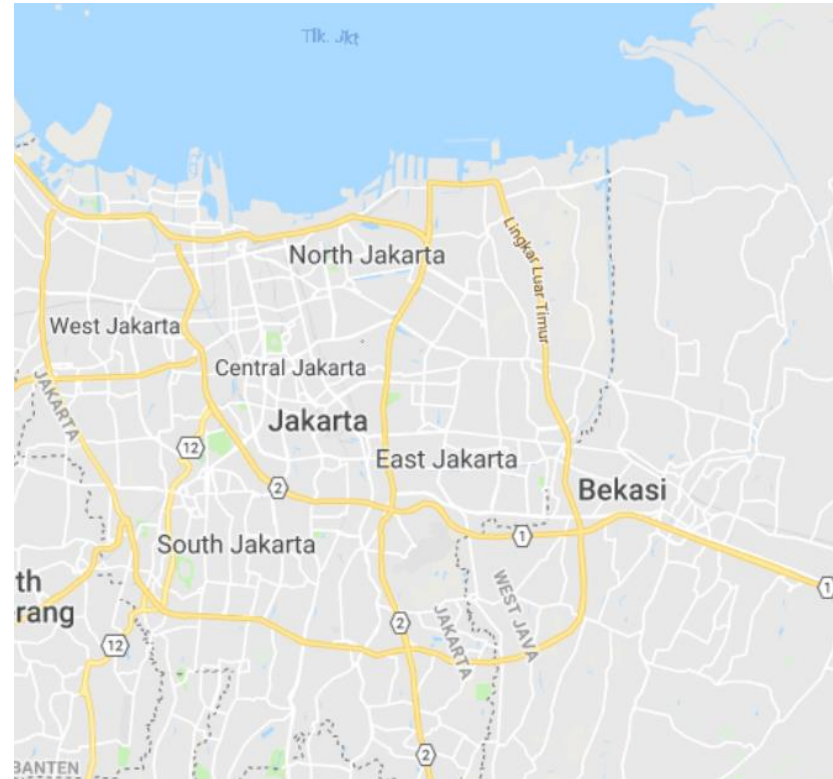 Tlk. Jkt
North Jakarta
Lingkar Luar Timur
West Jakarta
Central Jakarta
JAKARTA
Jakarta
12
East Jakarta
2
Bekasi
1
South Jakarta
th
rang
1
WEST JAVA
JAKARTA
2
12
2
BANTEN